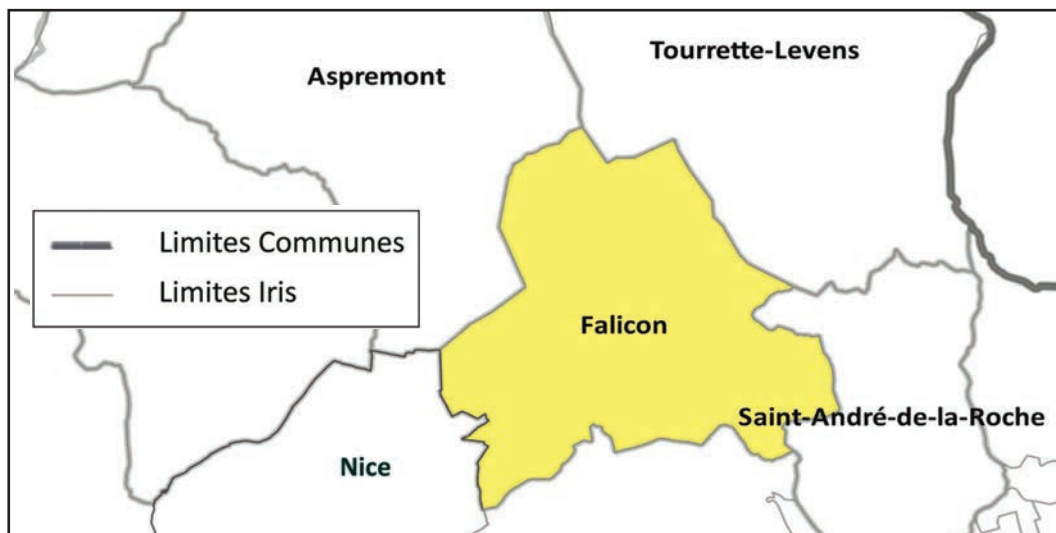 Tourrette-Levens
Aspremont
Limites Communes
Limites Iris
Falicon
Saint-André-de-la-Roche
Nice